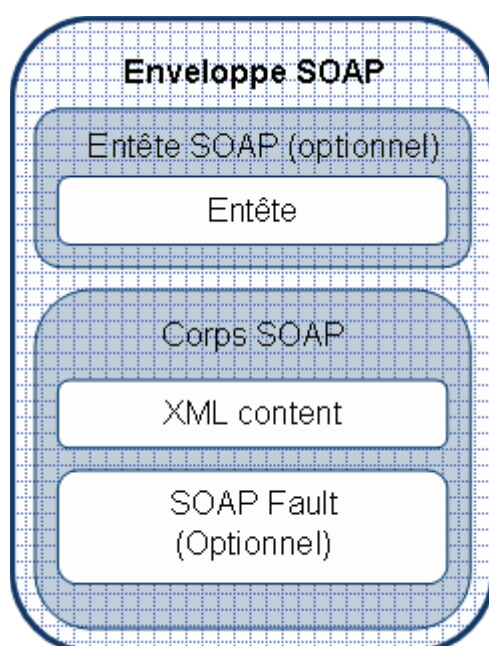 Enveloppe SOAP
Entête SOAP (optionnel)
Entête
Corps SOAP
XML content
SOAP Fault
(Optionnel)